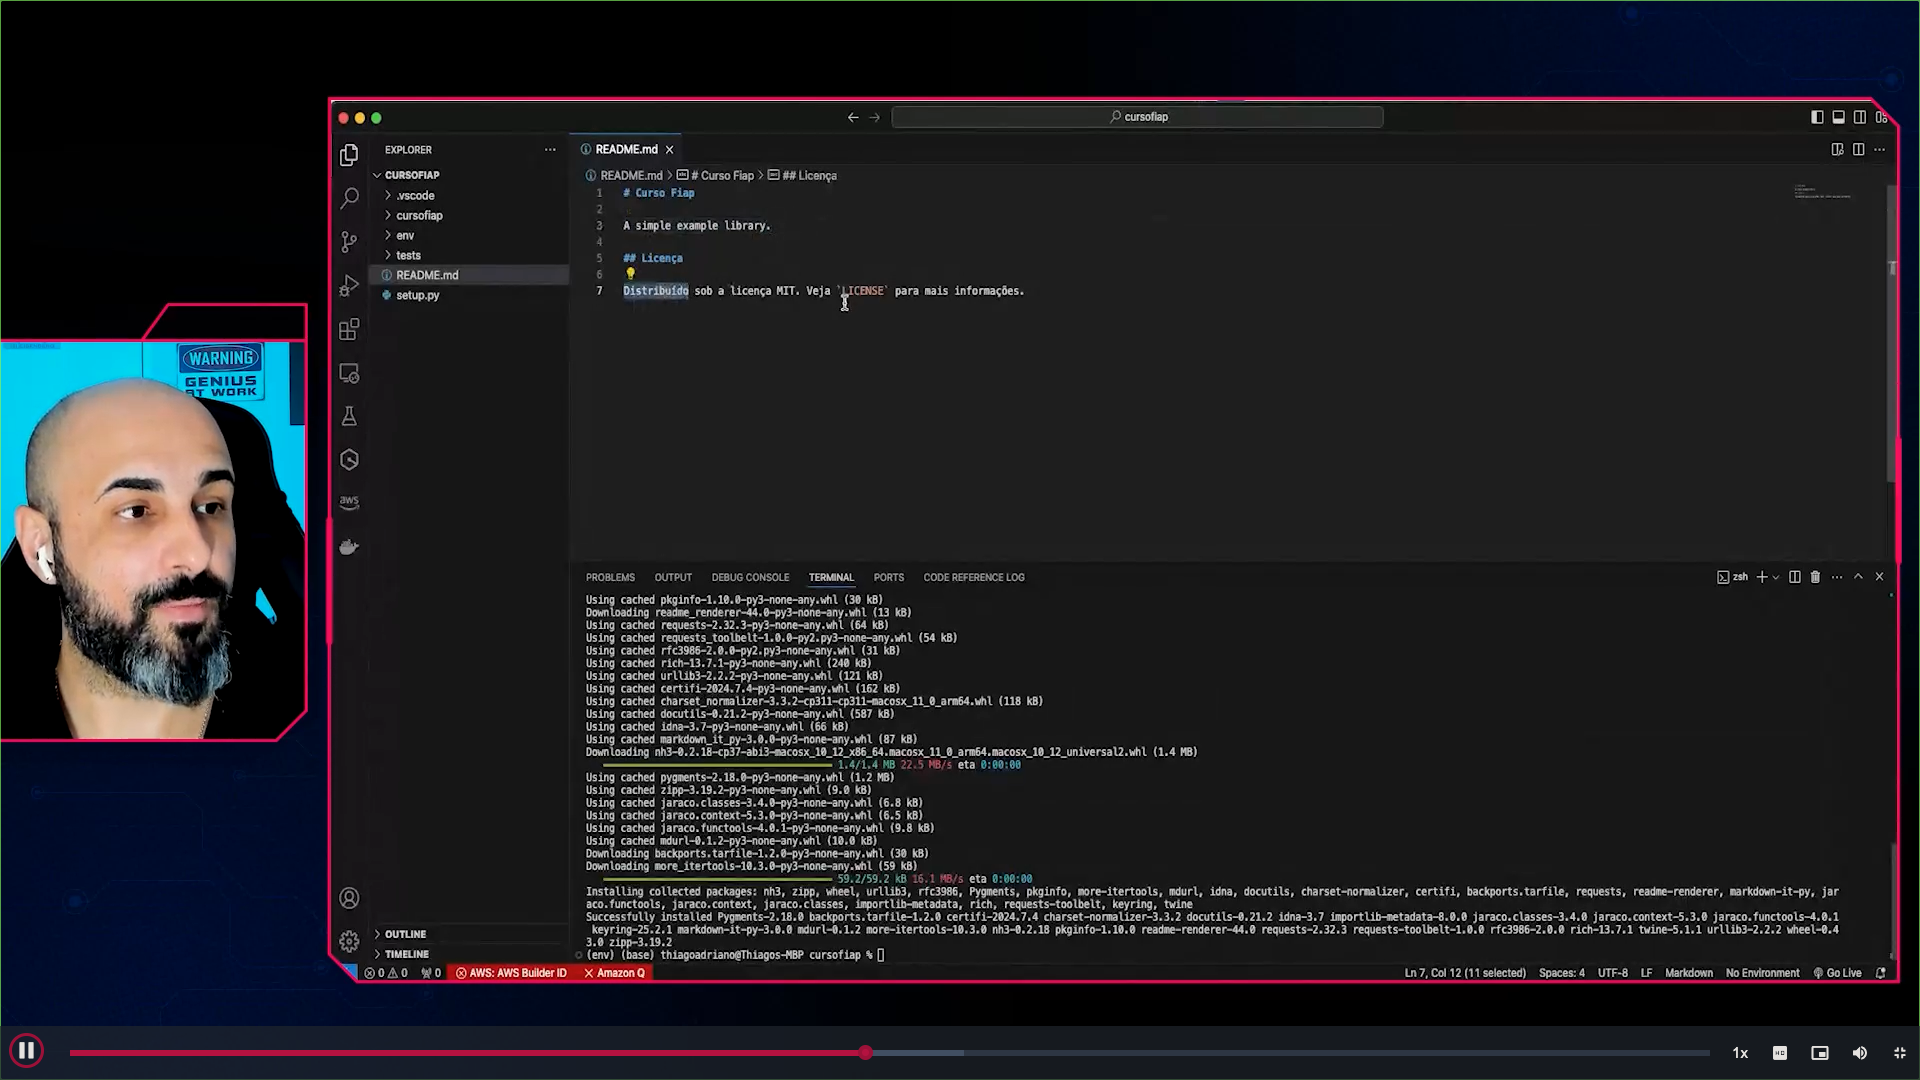 cursofiap
EXPLORER
README.md
CURSOFIAP
README.md > # Curso Fiap > ## Licença
.vscode
cursofiap
env
tests
README.md
setup.py
1 # Curso Fiap
2
3 A simple example library.
4
5 ## Licença
6
7 Distribuído sob a licença MIT. Veja `LICENSE` para mais informações.
WARNING
GENIUS
AT WORK
aws
PROBLEMS OUTPUT DEBUG CONSOLE TERMINAL PORTS CODE REFERENCE LOG
zsh
Using cached pkginfo-1.10.0-py3-none-any.whl (30 kB)
Downloading readme_renderer-44.0-py3-none-any.whl (13 kB)
Using cached requests-2.32.3-py3-none-any.whl (64 kB)
Using cached requests_toolbelt-1.0.0-py2.py3-none-any.whl (54 kB)
Using cached rfc3986-2.0.0-py2.py3-none-any.whl (31 kB)
Using cached rich-13.7.1-py3-none-any.whl (240 kB)
Using cached urllib3-2.2.2-py3-none-any.whl (121 kB)
Using cached certifi-2024.7.4-py3-none-any.whl (162 kB)
Using cached charset_normalizer-3.3.2-cp311-cp311-macosx_11_0_arm64.whl (118 kB)
Using cached docutils-0.21.2-py3-none-any.whl (587 kB)
Using cached idna-3.7-py3-none-any.whl (66 kB)
Using cached markdown_it_py-3.0.0-py3-none-any.whl (87 kB)
Downloading nh3-0.2.18-cp37-abi3-macosx_10_12_x86_64.macosx_11_0_arm64.macosx_10_12_universal2.whl (1.4 MB)
1.4/1.4 MB 22.5 MB/s eta 0:00:00
Using cached pygments-2.18.0-py3-none-any.whl (1.2 MB)
Using cached zipp-3.19.2-py3-none-any.whl (9.0 kB)
Using cached jaraco.classes-3.4.0-py3-none-any.whl (6.8 kB)
Using cached jaraco.context-5.3.0-py3-none-any.whl (6.5 kB)
Using cached jaraco.functools-4.0.1-py3-none-any.whl (9.8 kB)
Using cached mdurl-0.1.2-py3-none-any.whl (10.0 kB)
Downloading backports.tarfile-1.2.0-py3-none-any.whl (30 kB)
Downloading more_itertools-10.3.0-py3-none-any.whl (59 kB)
59.2/59.2 kB 16.1 MB/s eta 0:00:00
Installing collected packages: nh3, zipp, wheel, urllib3, rfc3986, Pygments, pkginfo, more-itertools, mdurl, idna, docutils, charset-normalizer, certifi, backports.tarfile, requests, readme-renderer, markdown-it-py, jar
aco.functools, jaraco.context, jaraco.classes, importlib-metadata, rich, requests-toolbelt, keyring, twine
Successfully installed Pygments-2.18.0 backports.tarfile-1.2.0 certifi-2024.7.4 charset-normalizer-3.3.2 docutils-0.21.2 idna-3.7 importlib-metadata-8.0.0 jaraco.classes-3.4.0 jaraco.context-5.3.0 jaraco.functools-4.0.1
keyring-25.2.1 markdown-it-py-3.0.0 mdurl-0.1.2 more-itertools-10.3.0 nh3-0.2.18 pkginfo-1.10.0 readme-renderer-44.0 requests-2.32.3 requests-toolbelt-1.0.0 rfc3986-2.0.0 rich-13.7.1 twine-5.1.1 urllib3-2.2.2 wheel-0.4
3.0 zipp-3.19.2
(env) (base) thiagoadriano@Thiagos-MBP cursofiap %
OUTLINE
TIMELINE
0 0 0 AWS: AWS Builder ID Amazon Q Ln 7, Col 12 (11 selected) Spaces: 4 UTF-8 LF Markdown No Environment Go Live
1x HD